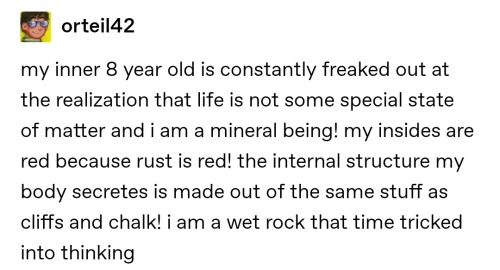 orteil42
my inner 8 year old is constantly freaked out at
the realization that life is not some special state
of matter and i am a mineral being! my insides are
red because rust is red! the internal structure my
body secretes is made out of the same stuff as
cliffs and chalk! i am a wet rock that time tricked
into thinking